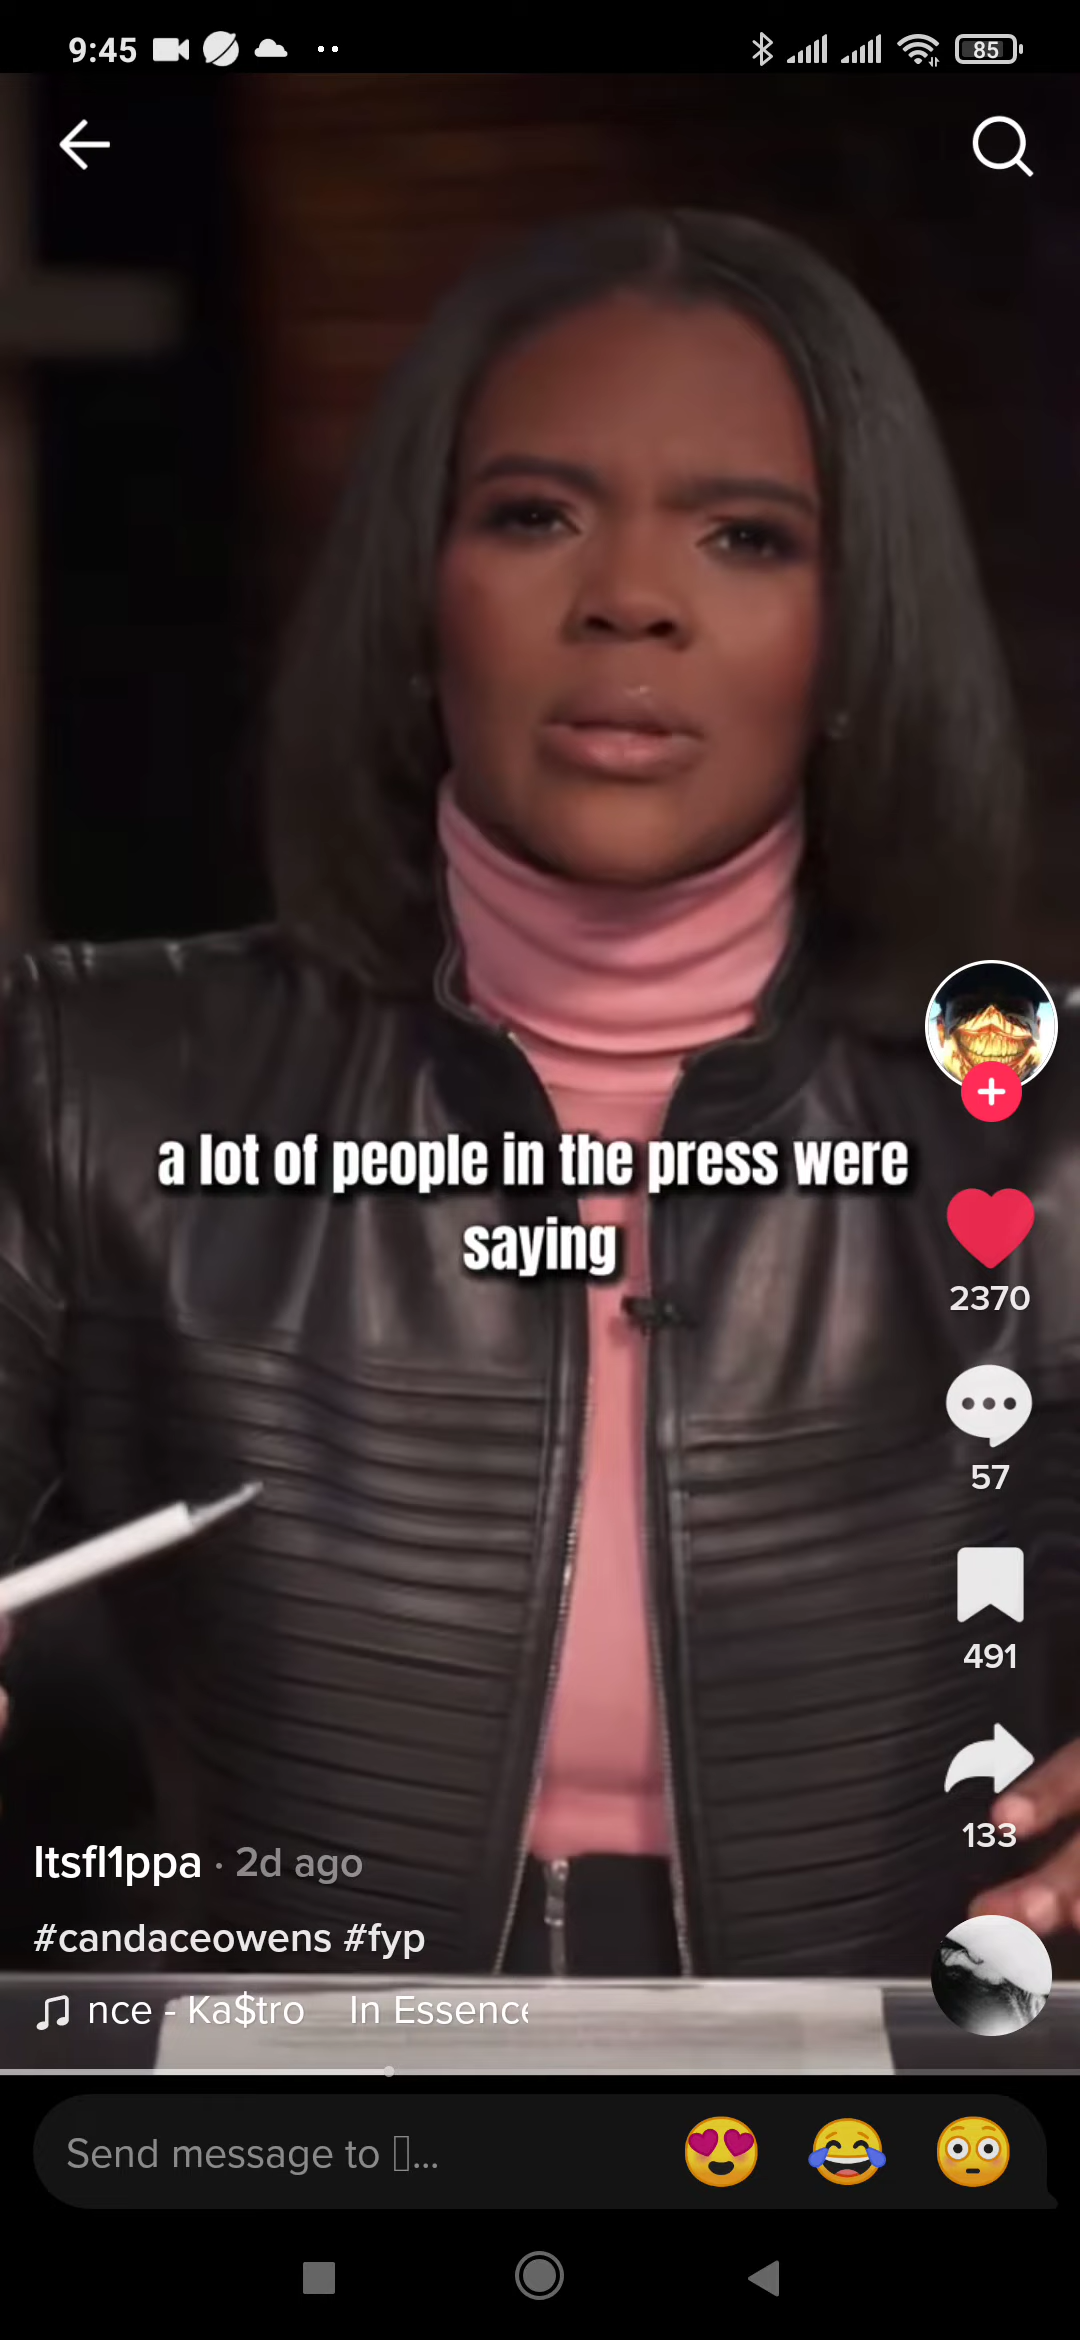 9:45
85
a lot of people in the press were
saying
2370
57
491
133
Itsfl1ppa · 2d ago
#candaceowens #fyp
nce - Ka$tro In Essence
Send message to ▯...